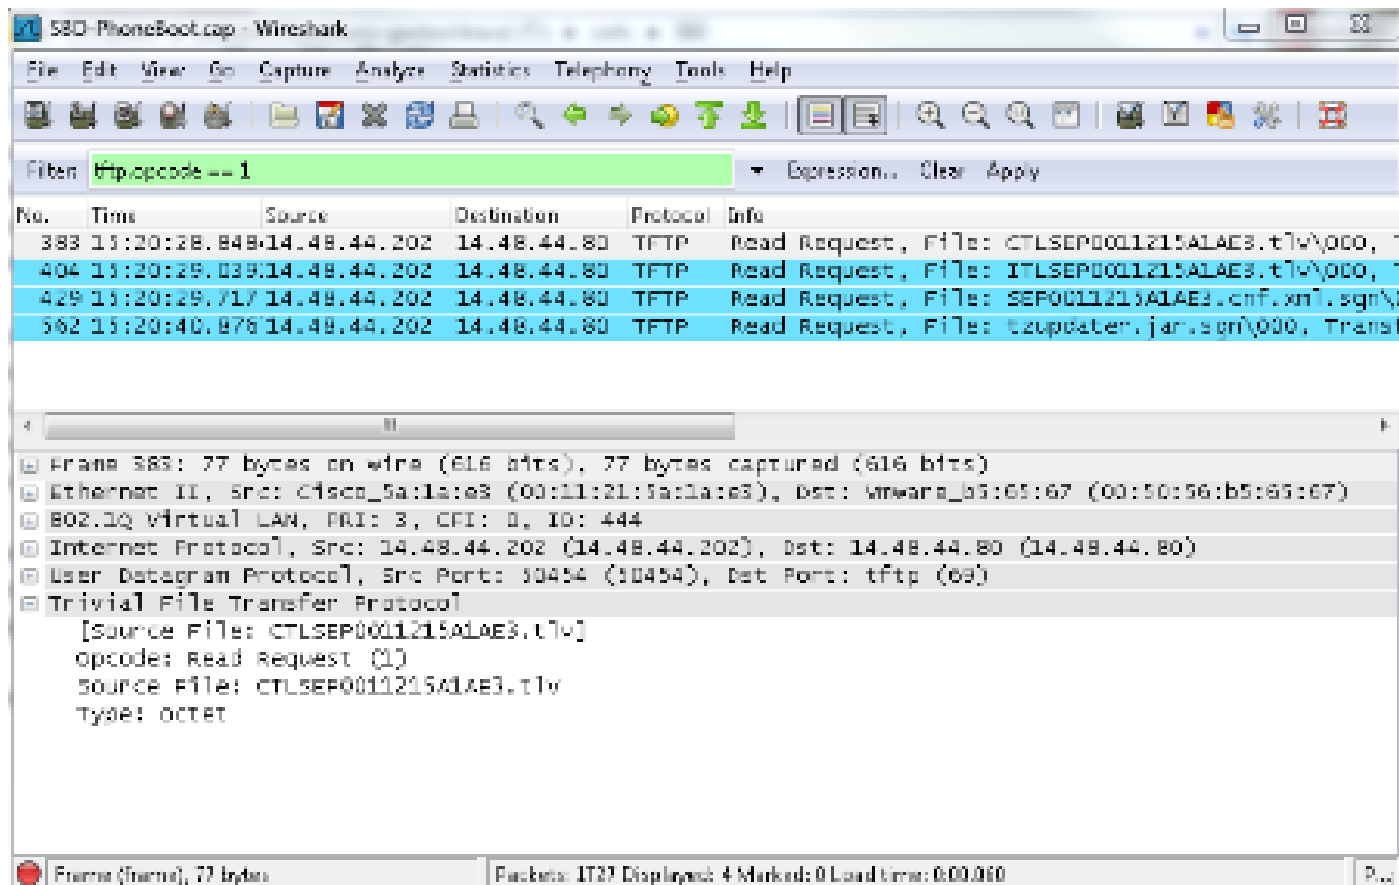 SBD-PhoneBoot.cap - Wireshark
File Edit View Go Capture Analyze Statistics Telephony Tools Help
Filter: tftp.opcode == 1 Expression... Clear Apply
No. Time Source Destination Protocol Info
383 15:20:28.848 14.48.44.202 14.48.44.80 TFTP Read Request, File: CTLSEP0011215A1AE3.tlv\000, T
404 15:20:29.039 14.48.44.202 14.48.44.80 TFTP Read Request, File: ITLSEP0011215A1AE3.tlv\000, T
429 15:20:29.717 14.48.44.202 14.48.44.80 TFTP Read Request, File: SEP0011215A1AE3.cnf.xml.sgn\
562 15:20:40.876 14.48.44.202 14.48.44.80 TFTP Read Request, File: tzupdater.jar.sgn\000, Transf
Frame 383: 77 bytes on wire (616 bits), 77 bytes captured (616 bits)
Ethernet II, Src: Cisco_5a:1a:e3 (00:11:21:5a:1a:e3), Dst: Vmware_b5:65:67 (00:50:56:b5:65:67)
802.1Q Virtual LAN, PRI: 3, CFI: 0, ID: 444
Internet Protocol, Src: 14.48.44.202 (14.48.44.202), Dst: 14.48.44.80 (14.48.44.80)
User Datagram Protocol, Src Port: 50454 (50454), Dst Port: tftp (69)
Trivial File Transfer Protocol
[Source File: CTLSEP0011215A1AE3.tlv]
Opcode: Read Request (1)
Source File: CTLSEP0011215A1AE3.tlv
Type: octet
Frame (frame), 77 bytes Packets: 1727 Displayed: 4 Marked: 0 Load time: 0:00.060 P...